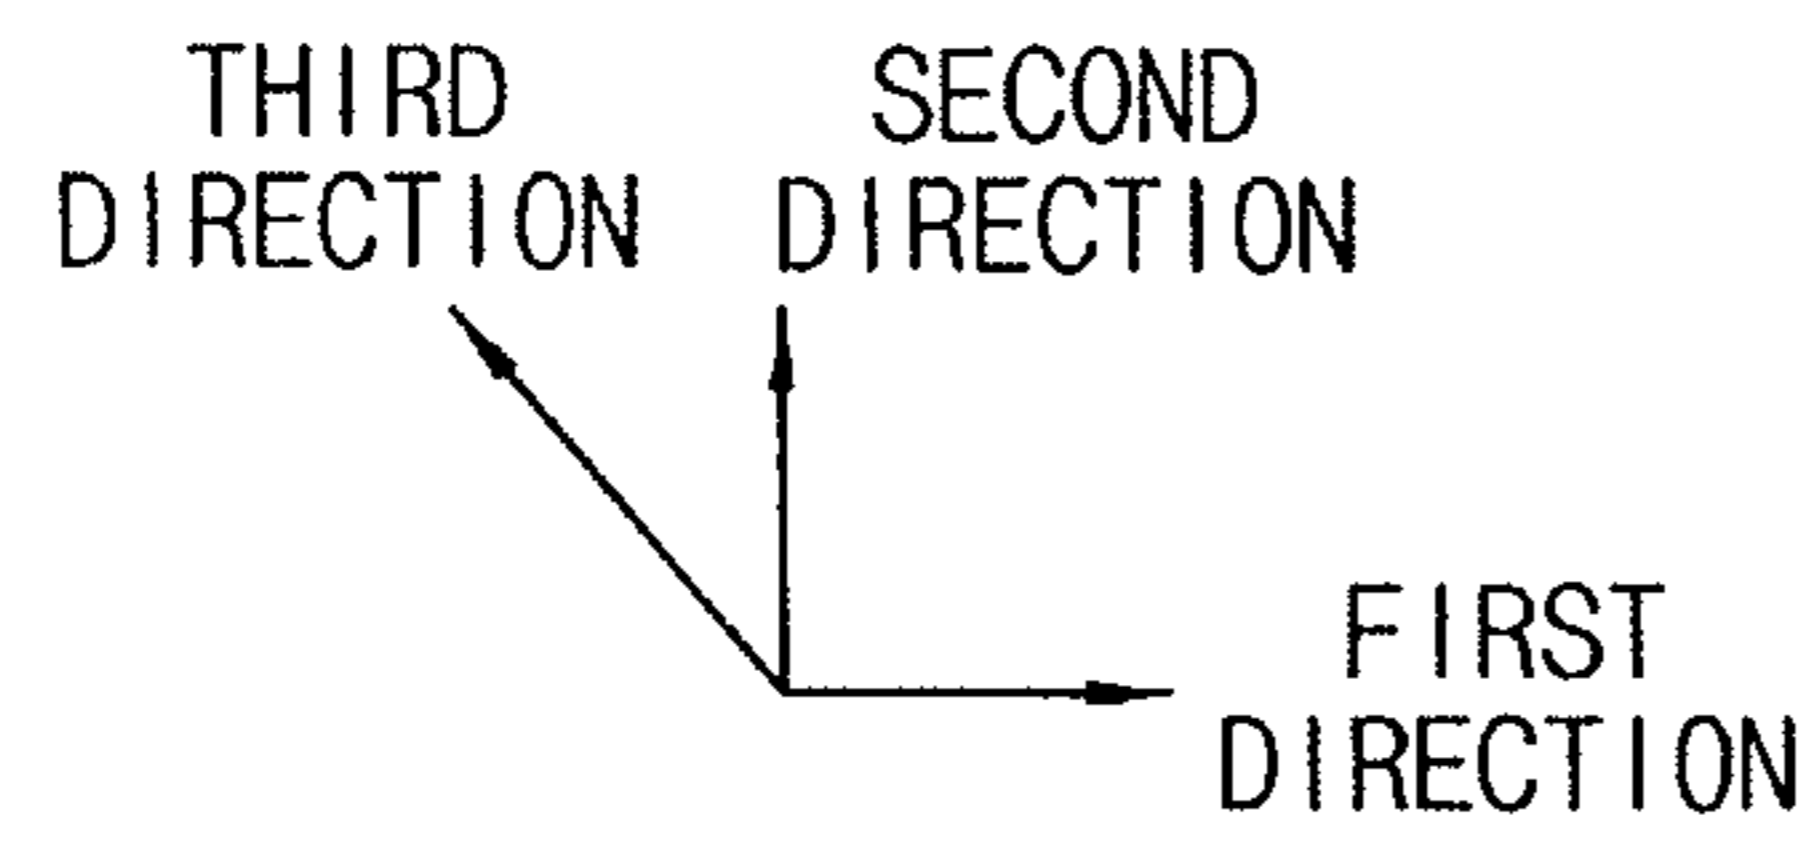 THIRD
DIRECTION
SECOND
DIRECTION
FIRST
DIRECTION